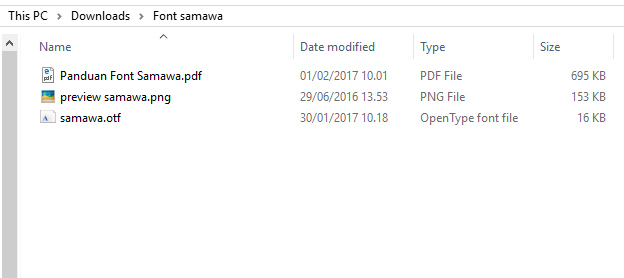 This PC > Downloads > Font samawa
Name Date modified Type Size
Panduan Font Samawa.pdf 01/02/2017 10.01 PDF File 695 KB
preview samawa.png 29/06/2016 13.53 PNG File 153 KB
samawa.otf 30/01/2017 10.18 OpenType font file 16 KB